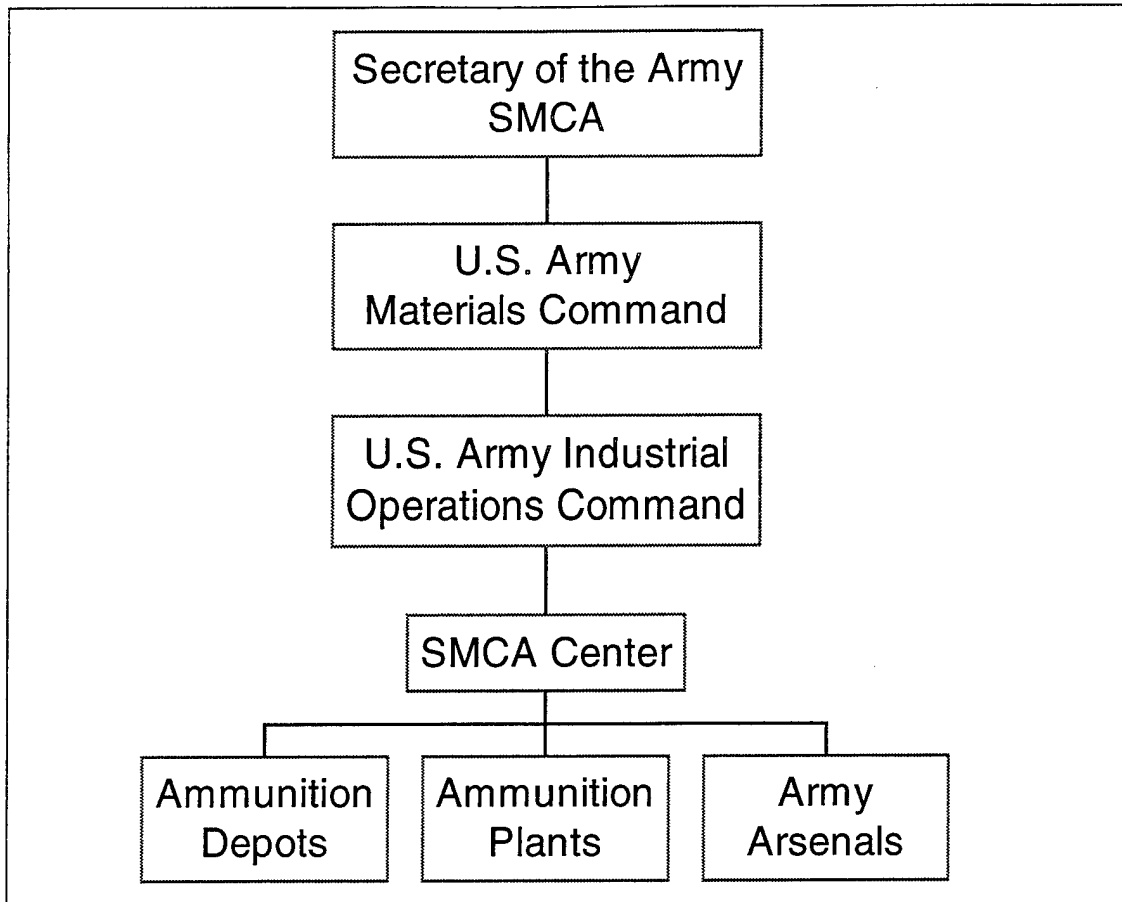 Secretary of the Army
SMCA
U.S. Army
Materials Command
U.S. Army Industrial
Operations Command
SMCA Center
Ammunition
Depots
Ammunition
Plants
Army
Arsenals